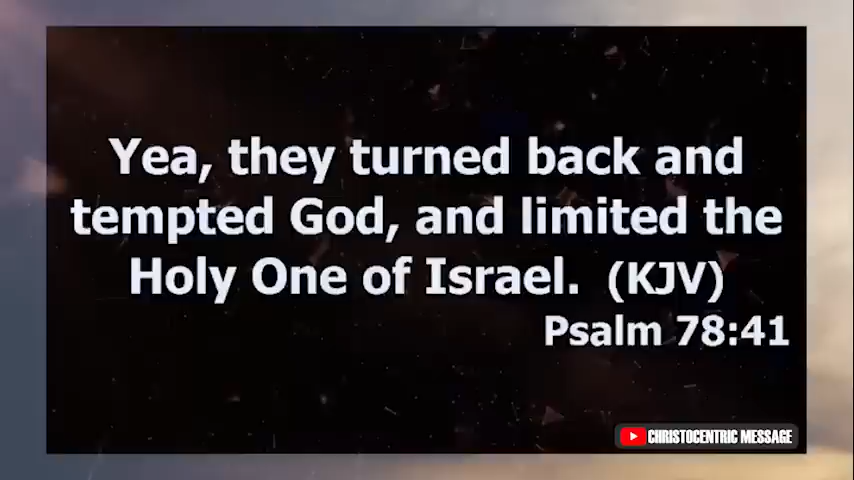 Yea, they turned back and
tempted God, and limited the
Holy One of Israel. (KJV)
Psalm 78:41
CHRISTOCENTRIC MESSAGE